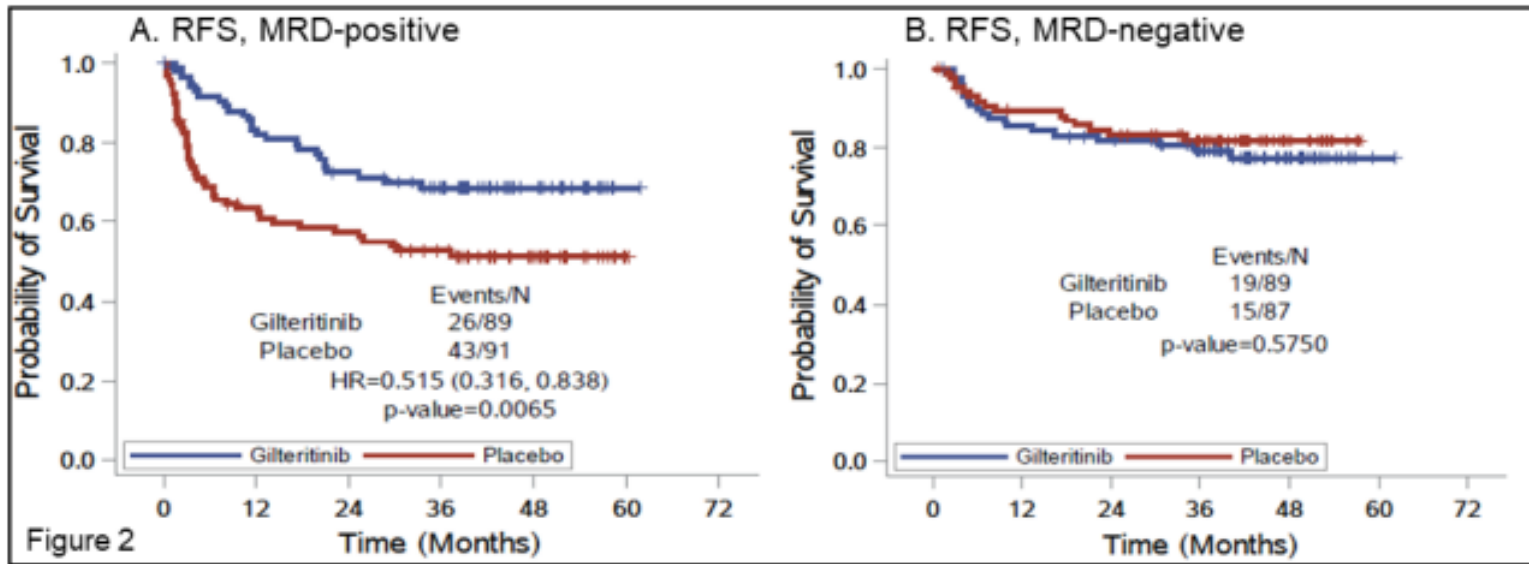 A. RFS, MRD-positive
Probability of Survival
1.0
0.8
0.6
0.4
0.2
0.0
Events/N
Gilteritinib 26/89
Placebo 43/91
HR=0.515 (0.316, 0.838)
p-value=0.0065
Gilteritinib Placebo
0 12 24 36 48 60 72
Time (Months)
Figure 2
B. RFS, MRD-negative
Probability of Survival
1.0
0.8
0.6
0.4
0.2
0.0
Events/N
Gilteritinib 19/89
Placebo 15/87
p-value=0.5750
Gilteritinib Placebo
0 12 24 36 48 60 72
Time (Months)